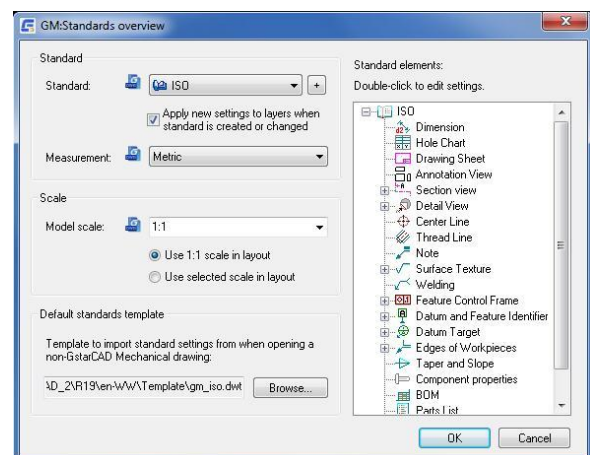 GM:Standards overview
Standard
Standard:
ISO
+
Apply new settings to layers when
standard is created or changed
Measurement:
Metric
Scale
Model scale:
1:1
Use 1:1 scale in layout
Use selected scale in layout
Default standards template
Template to import standard settings from when opening a
non-GstarCAD Mechanical drawing:
\D_2\R19\en-WW\Template\gm_iso.dwt
Browse...
Standard elements:
Double-click to edit settings.
ISO
Dimension
Hole Chart
Drawing Sheet
Annotation View
Section view
Detail View
Center Line
Thread Line
Note
Surface Texture
Welding
Feature Control Frame
Datum and Feature Identifier
Datum Target
Edges of Workpieces
Taper and Slope
Component properties
BOM
Parts List
OK
Cancel